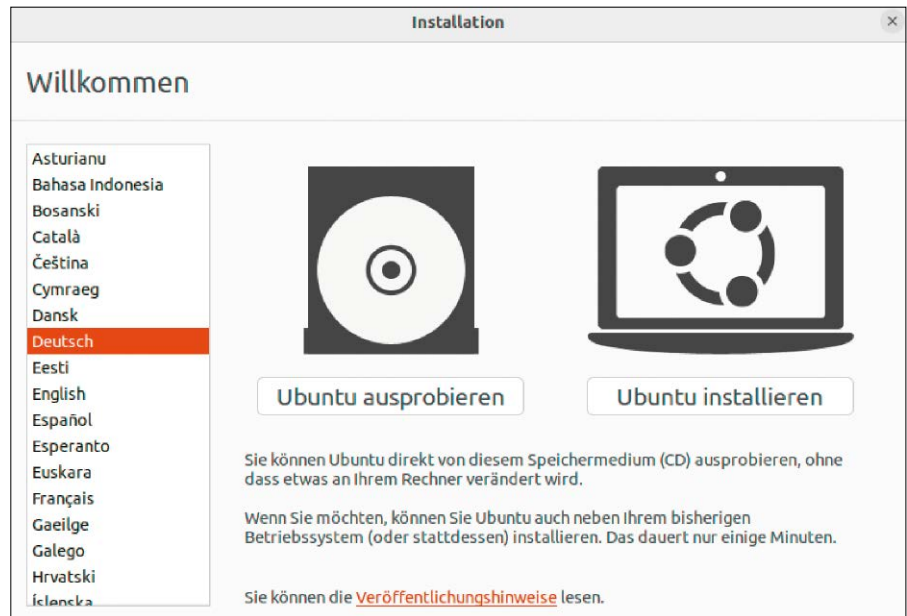 Installation
Willkommen
Asturianu
Bahasa Indonesia
Bosanski
Català
Čeština
Cymraeg
Dansk
Deutsch
Eesti
English
Español
Esperanto
Euskara
Français
Gaeilge
Galego
Hrvatski
Íslenska
Ubuntu ausprobieren
Ubuntu installieren
Sie können Ubuntu direkt von diesem Speichermedium (CD) ausprobieren, ohne
dass etwas an Ihrem Rechner verändert wird.
Wenn Sie möchten, können Sie Ubuntu auch neben Ihrem bisherigen
Betriebssystem (oder stattdessen) installieren. Das dauert nur einige Minuten.
Sie können die Veröffentlichungshinweise lesen.